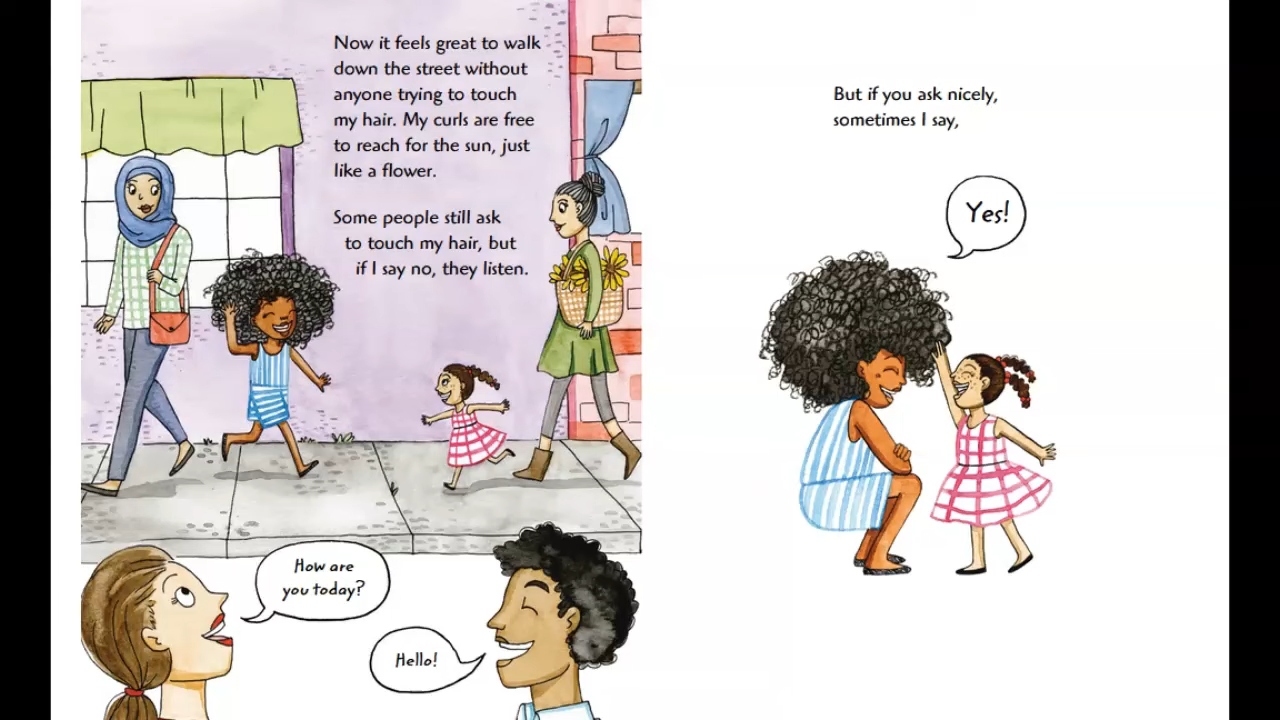 Now it feels great to walk
down the street without
anyone trying to touch
my hair. My curls are free
to reach for the sun, just
like a flower.
Some people still ask
to touch my hair, but
if I say no, they listen.
How are
you today?
Hello!
But if you ask nicely,
sometimes I say,
Yes!